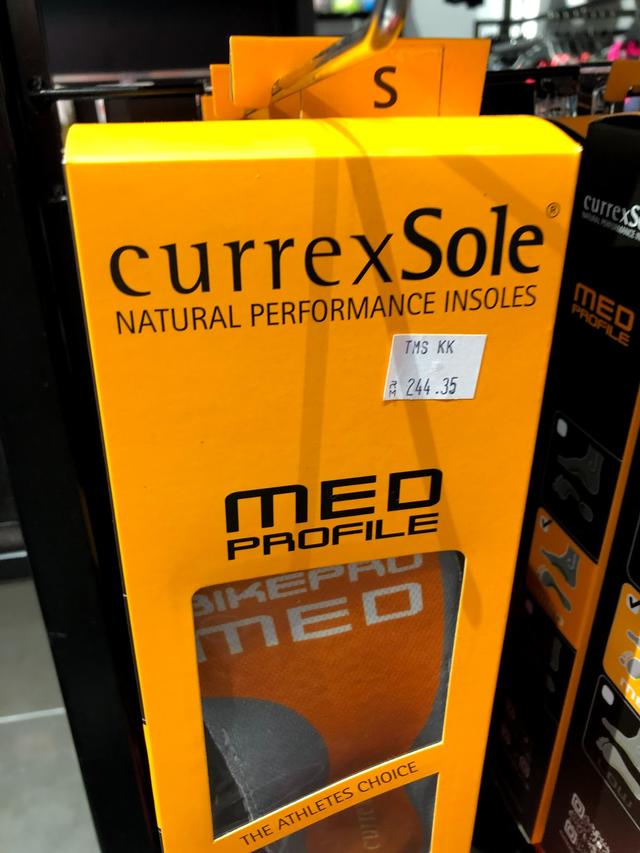 S
currexSole®
NATURAL PERFORMANCE INSOLES
TMS KK
RM 244.35
MED
PROFILE
BIKEPRO
MED
THE ATHLETES CHOICE
currexS
MED
PROFILE